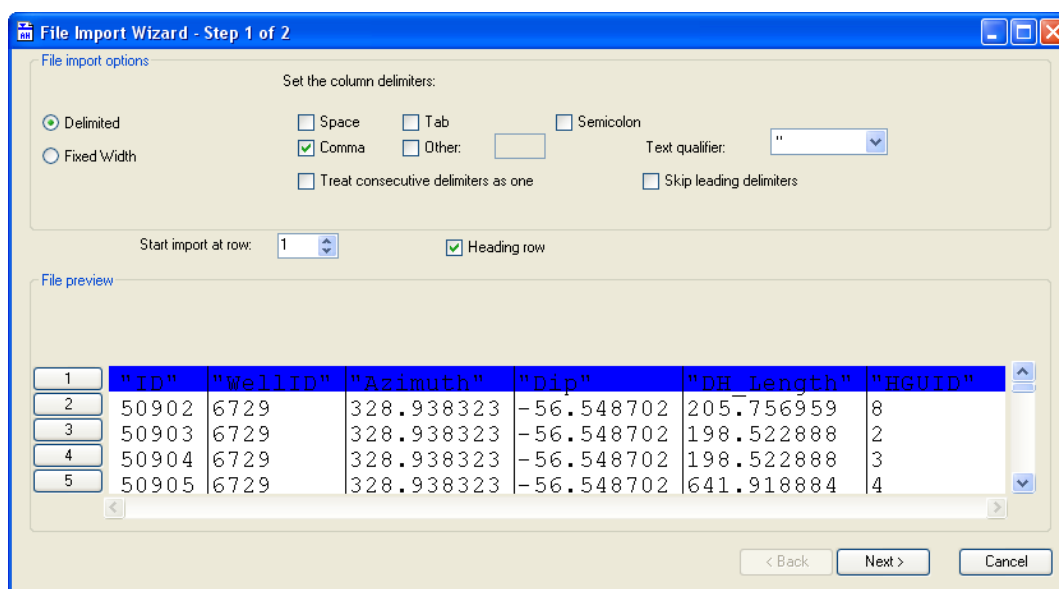 File Import Wizard - Step 1 of 2
File import options
Set the column delimiters:
Delimited
Fixed Width
Space Tab Semicolon
Comma Other: Text qualifier: "
Treat consecutive delimiters as one Skip leading delimiters
Start import at row: 1 Heading row
File preview
1 "ID" "WellID" "Azimuth" "Dip" "DH_Length" "HGUID"
2 50902 6729 328.938323 -56.548702 205.756959 8
3 50903 6729 328.938323 -56.548702 198.522888 2
4 50904 6729 328.938323 -56.548702 198.522888 3
5 50905 6729 328.938323 -56.548702 641.918884 4
< Back Next > Cancel